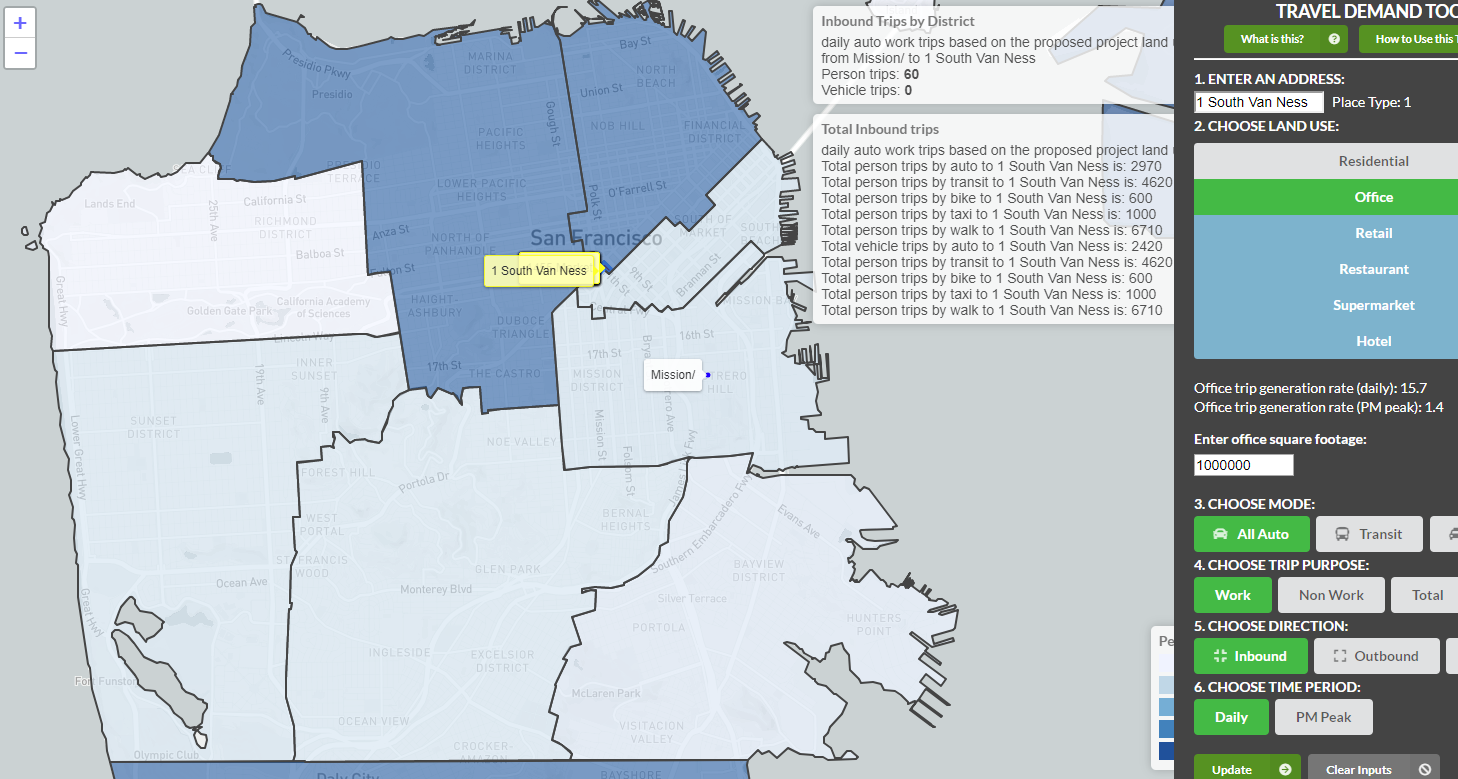 +
−
Inbound Trips by District
daily auto work trips based on the proposed project land
from Mission/ to 1 South Van Ness
Person trips: 60
Vehicle trips: 0
Total Inbound trips
daily auto work trips based on the proposed project land
Total person trips by auto to 1 South Van Ness is: 2970
Total person trips by transit to 1 South Van Ness is: 4620
Total person trips by bike to 1 South Van Ness is: 600
Total person trips by taxi to 1 South Van Ness is: 1000
Total person trips by walk to 1 South Van Ness is: 6710
Total vehicle trips by auto to 1 South Van Ness is: 2420
Total person trips by transit to 1 South Van Ness is: 4620
Total person trips by bike to 1 South Van Ness is: 600
Total person trips by taxi to 1 South Van Ness is: 1000
Total person trips by walk to 1 South Van Ness is: 6710
Presidio Pkwy
Presidio
MARINA
DISTRICT
Bay St
NORTH
BEACH
Union St
Gough St
NOB HILL
FINANCIAL
DISTRICT
PACIFIC
HEIGHTS
LOWER PACIFIC
HEIGHTS
Polk St
O'Farrell St
Lands End
25th Ave
California St
RICHMOND
DISTRICT
Balboa St
Anza St
NORTH OF
PANHANDLE
Fulton St
San Francisco
SOUTH OF
MARKET
SOUTH
BEACH
1 South Van Ness
9th St
Brannan St
MISSION BA
Great Hwy
Golden Gate Park
California Academy
of Sciences
Lincoln Way
HAIGHT-
ASHBURY
DUBOCE
TRIANGLE
Central Fwy
16th St
17th St
17th St
THE CASTRO
MISSION
DISTRICT
Mission/
TRERO
HILL
INNER
SUNSET
19th Ave
9th Ave
SUNSET
DISTRICT
Lower Great Hwy
NOE VALLEY
Mission St
Folsom St
FOREST HILL
Portola Dr
WEST
PORTAL
BERNAL
HEIGHTS
Southern Embarcadero Fwy
Evans Ave
ST FRANCIS
WOOD
GLEN PARK
BAYVIEW
DISTRICT
Ocean Ave
Monterey Blvd
Silver Terrace
Great Hwy
HUNTERS
POINT
PORTOLA
INGLESIDE
EXCELSIOR
DISTRICT
Fort Funston
McLaren Park
OCEAN VIEW
VISITACION
VALLEY
Olympic Club
CROCKER-
AMAZON
Daly City
BAYSHORE
Pe
TRAVEL DEMAND TOO
What is this?
How to Use this T
1. ENTER AN ADDRESS:
1 South Van Ness
Place Type: 1
2. CHOOSE LAND USE:
Residential
Office
Retail
Restaurant
Supermarket
Hotel
Office trip generation rate (daily): 15.7
Office trip generation rate (PM peak): 1.4
Enter office square footage:
1000000
3. CHOOSE MODE:
All Auto
Transit
4. CHOOSE TRIP PURPOSE:
Work
Non Work
Total
5. CHOOSE DIRECTION:
Inbound
Outbound
6. CHOOSE TIME PERIOD:
Daily
PM Peak
Update
Clear Inputs